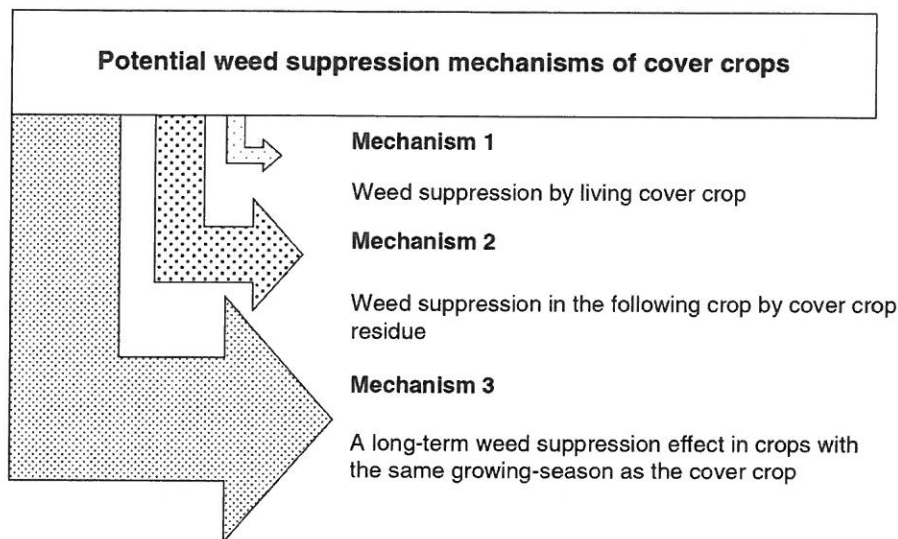 Potential weed suppression mechanisms of cover crops
Mechanism 1
Weed suppression by living cover crop
Mechanism 2
Weed suppression in the following crop by cover crop
residue
Mechanism 3
A long-term weed suppression effect in crops with
the same growing-season as the cover crop